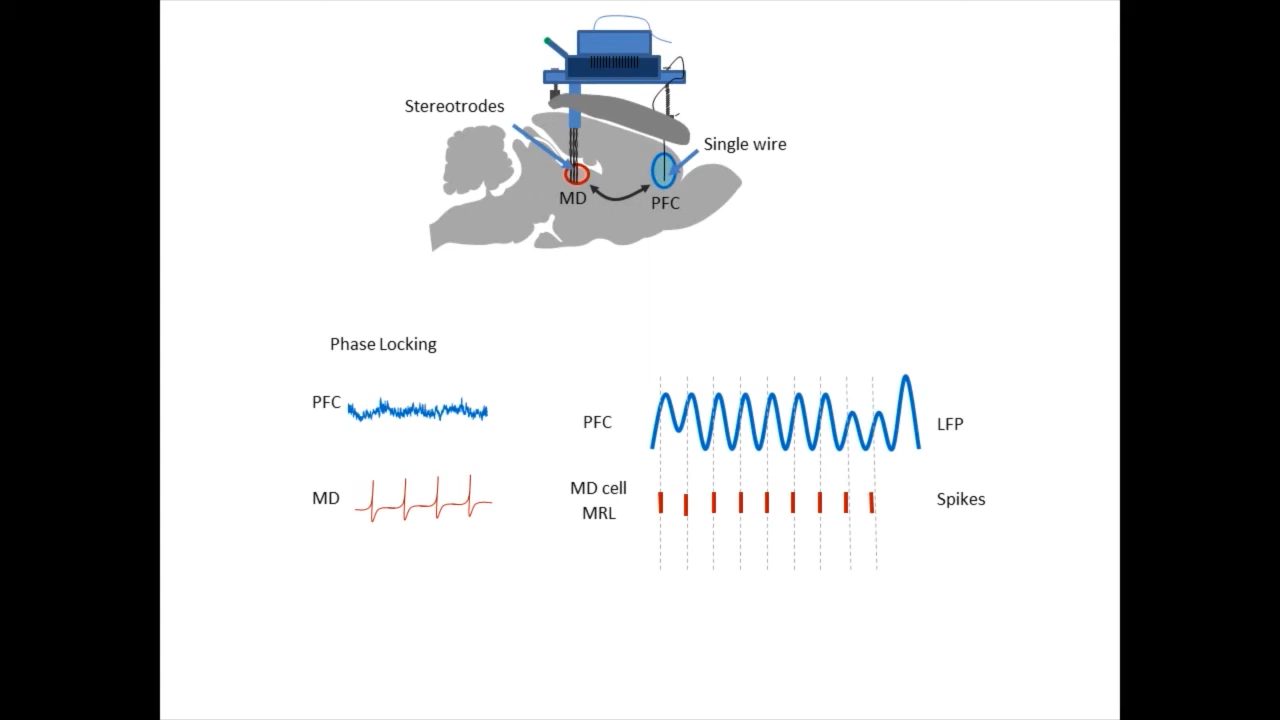 Stereotrodes
Single wire
MD
PFC
Phase Locking
PFC
MD
PFC
LFP
MD cell
MRL
Spikes